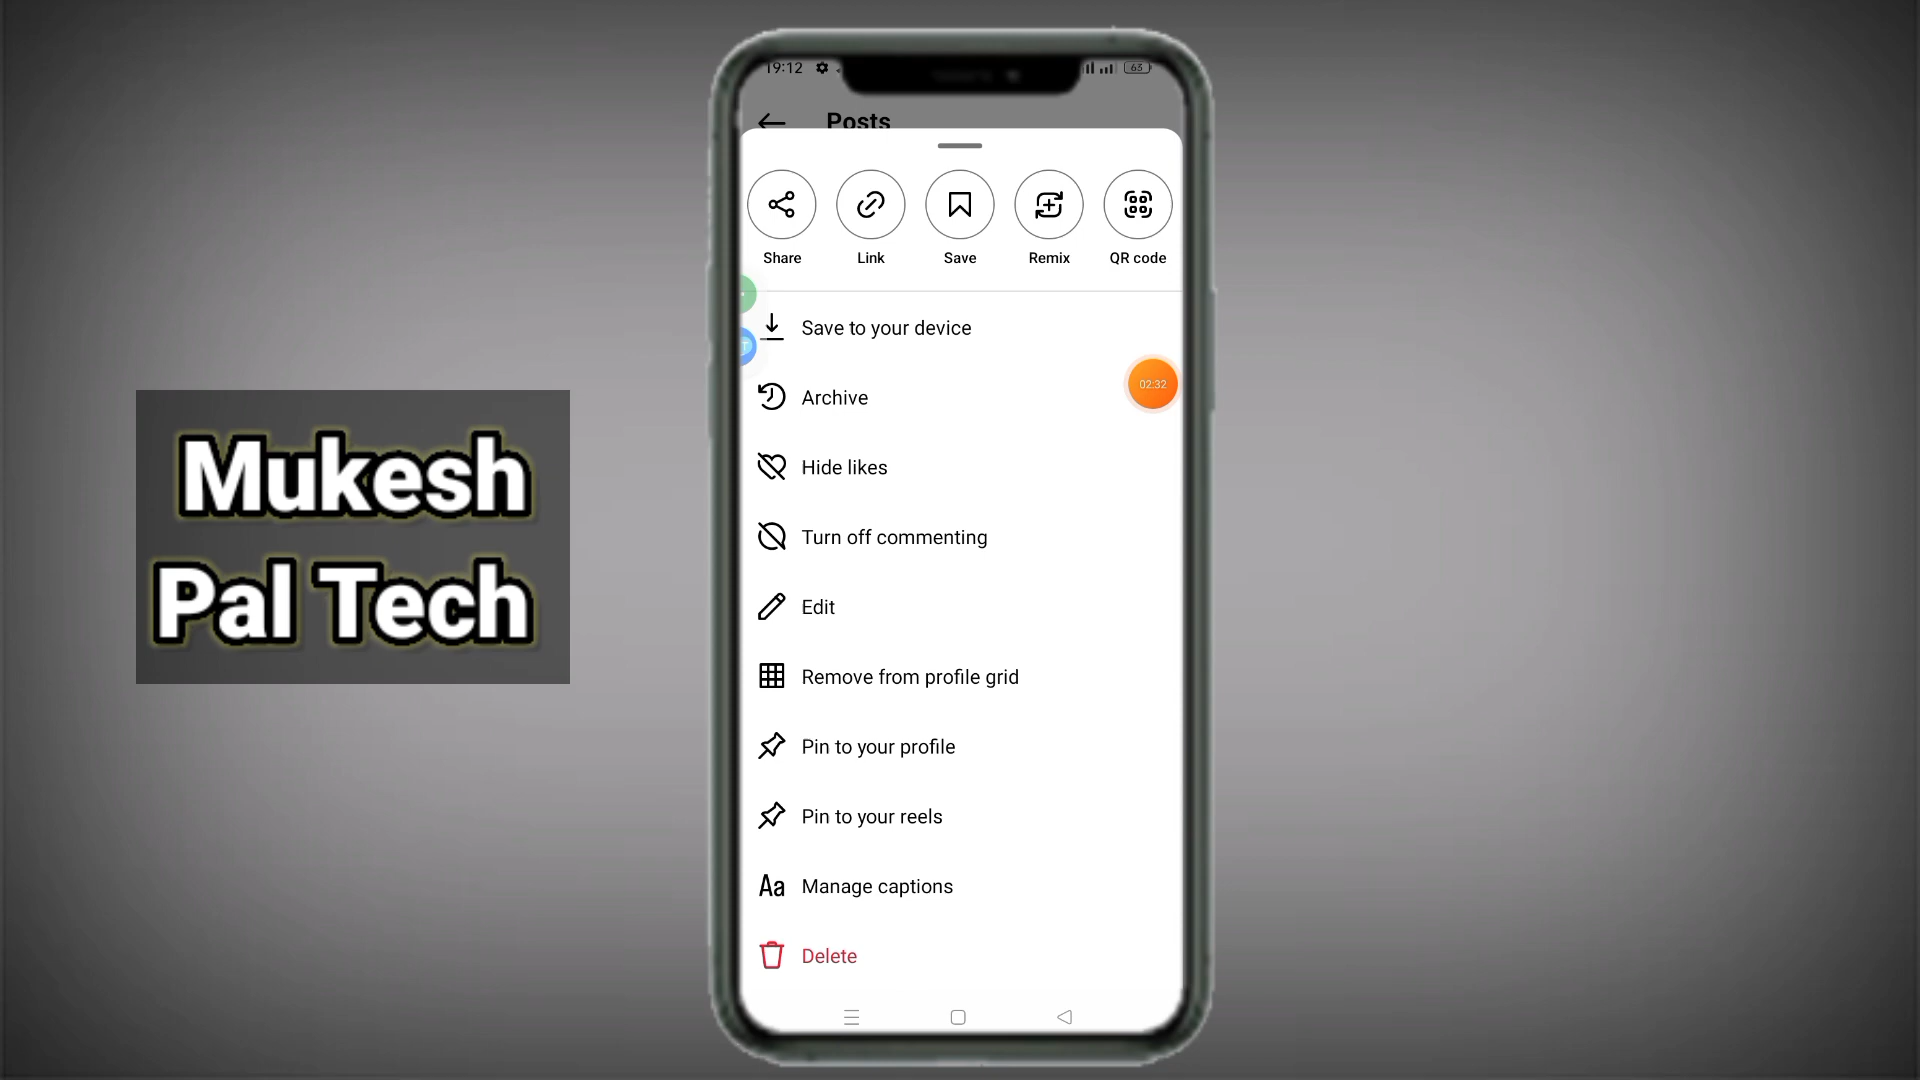 19:12
63
Posts
Share Link Save Remix QR code
Save to your device
Archive
02:32
Hide likes
Turn off commenting
Edit
Remove from profile grid
Pin to your profile
Pin to your reels
Aa Manage captions
Delete
Mukesh
Pal Tech